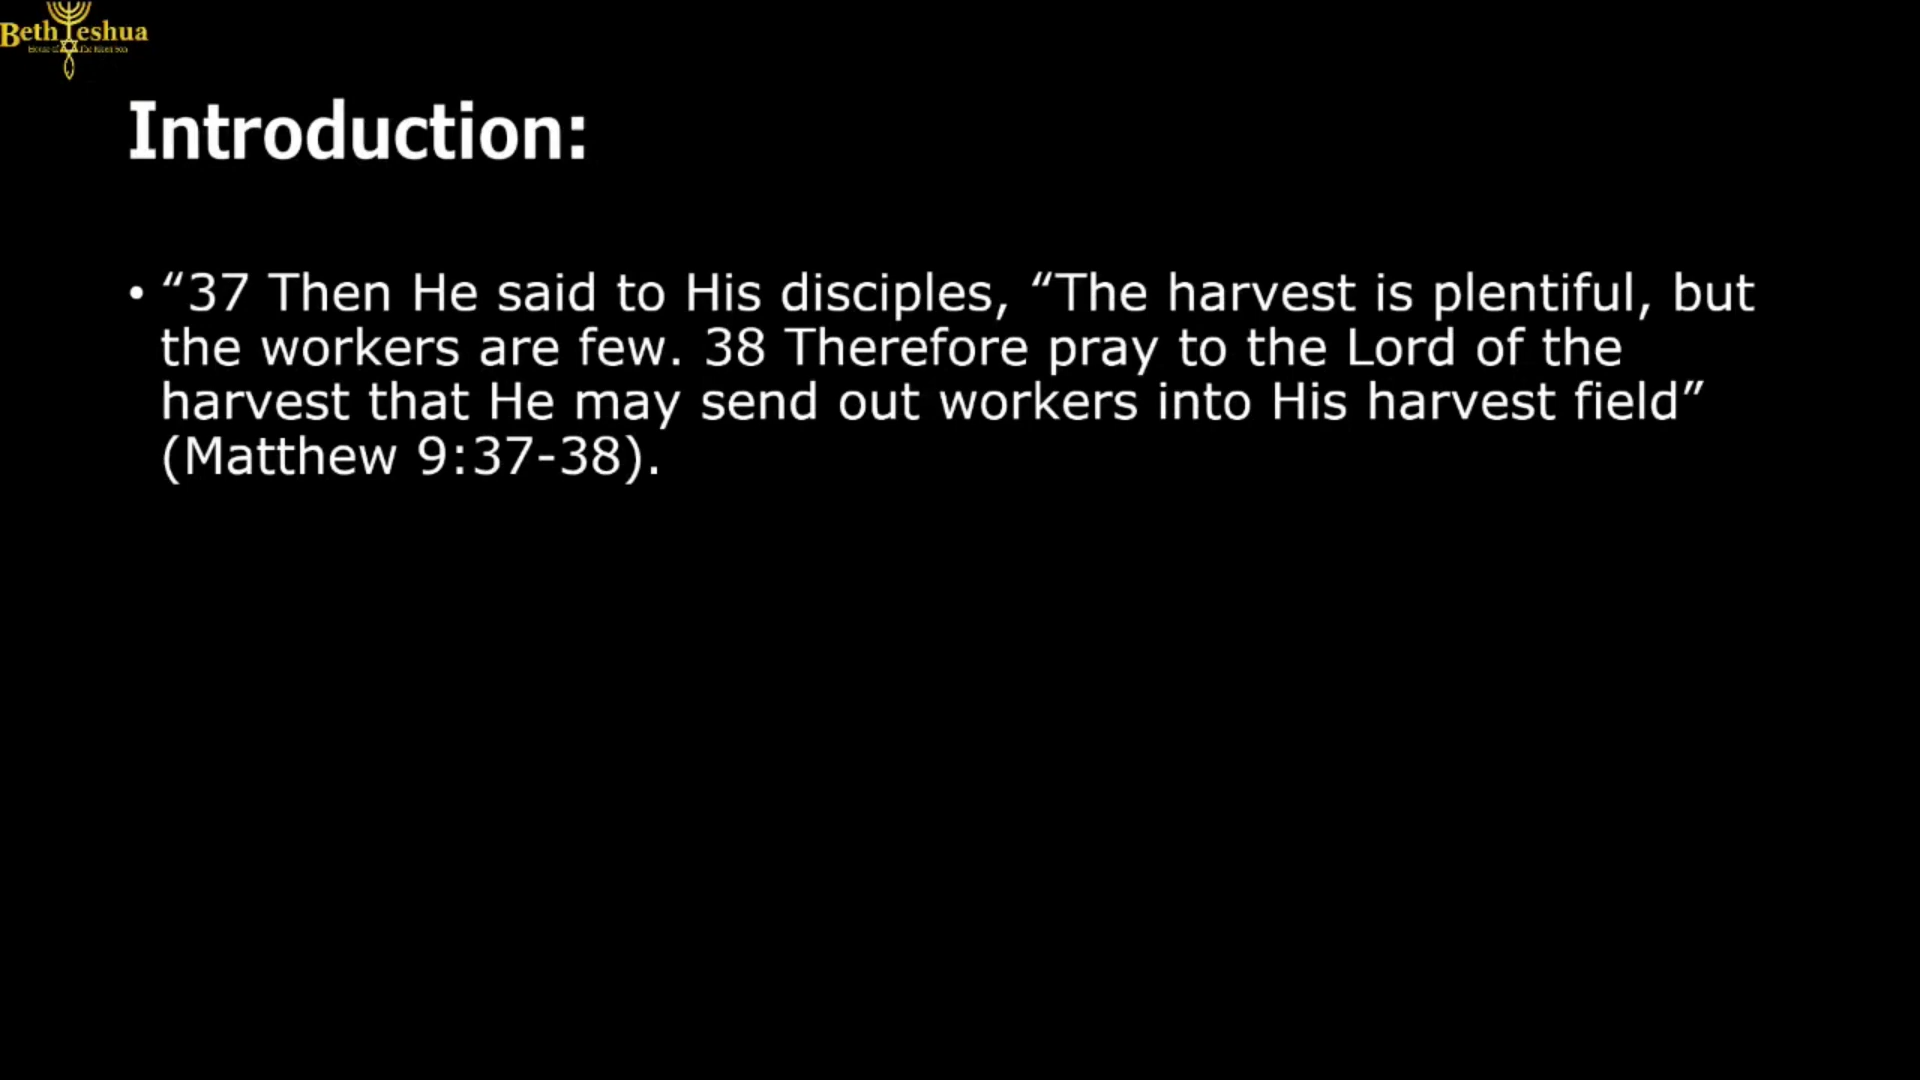 Beth Yeshua
Introduction:
• “37 Then He said to His disciples, “The harvest is plentiful, but
the workers are few. 38 Therefore pray to the Lord of the
harvest that He may send out workers into His harvest field”
(Matthew 9:37-38).